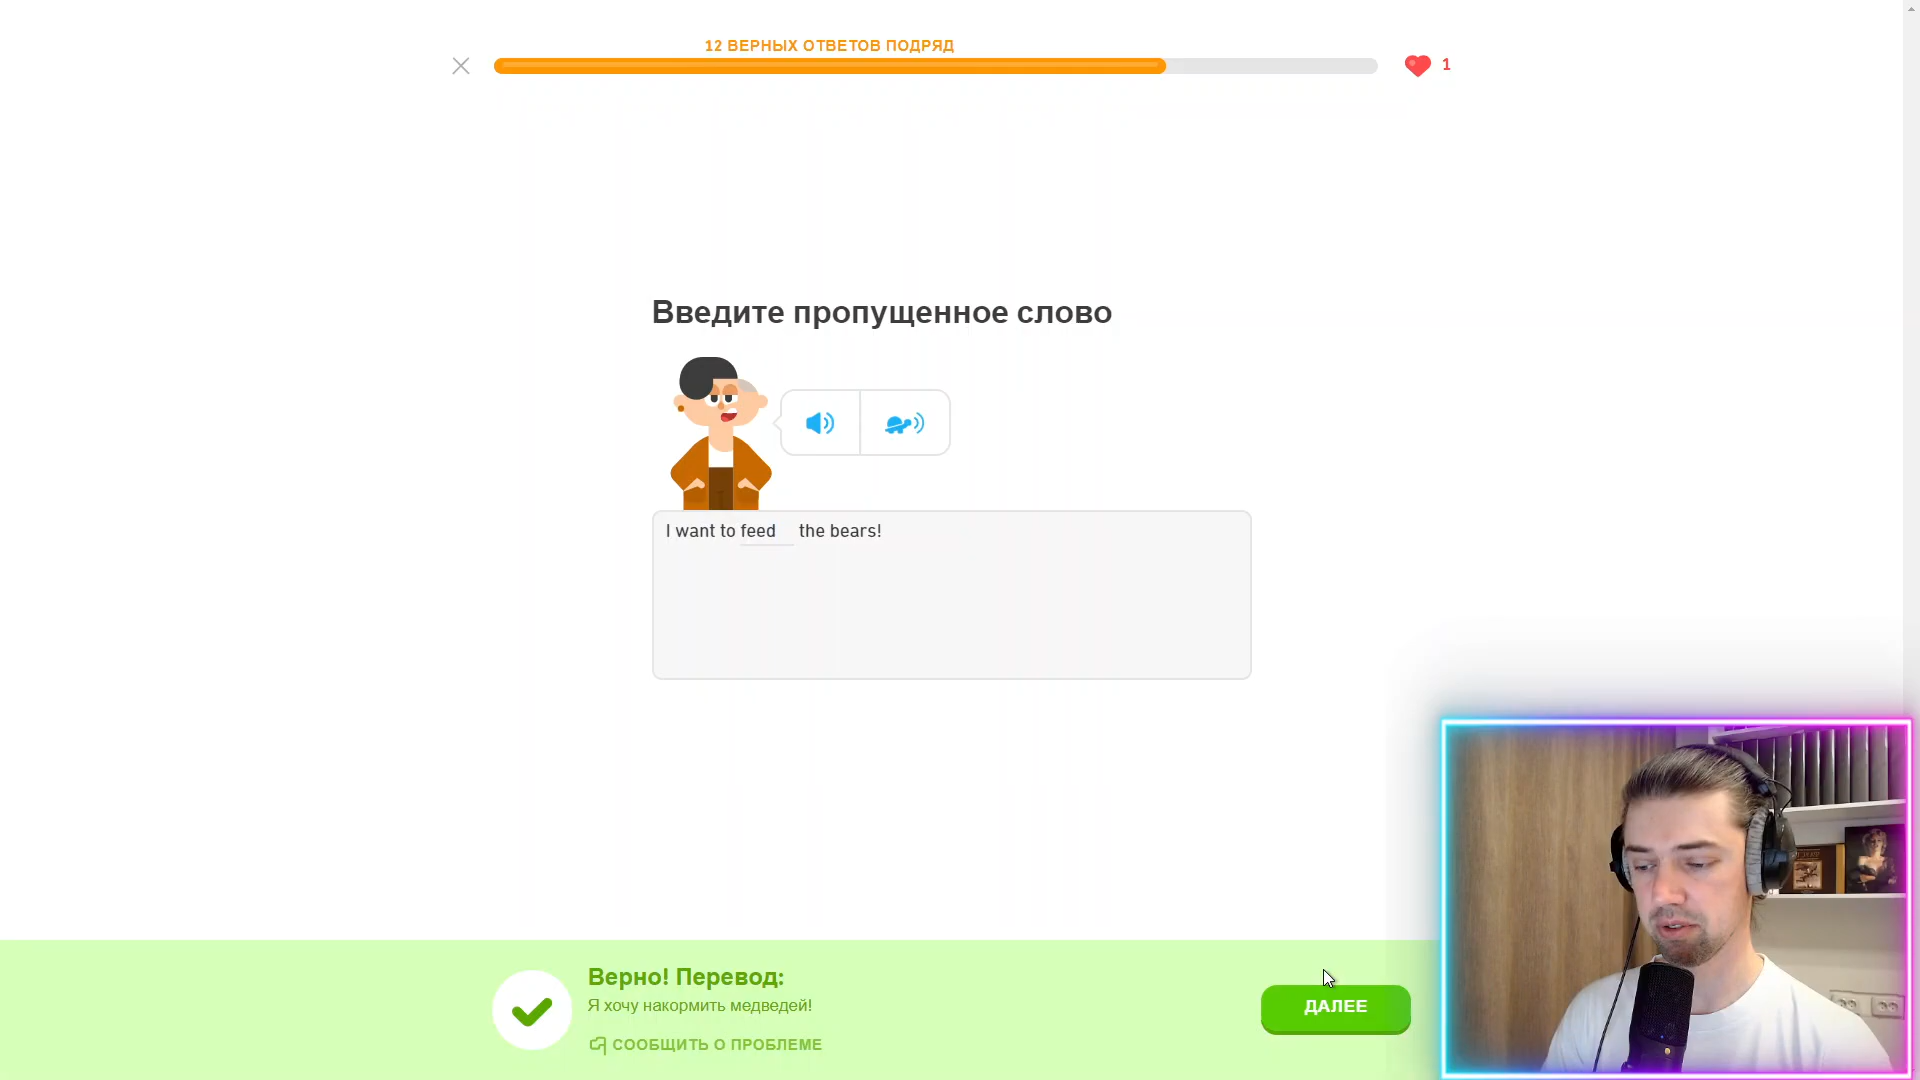 12 ВЕРНЫХ ОТВЕТОВ ПОДРЯД
1
Введите пропущенное слово
I want to feed the bears!
Верно! Перевод:
Я хочу накормить медведей!
СООБЩИТЬ О ПРОБЛЕМЕ
ДАЛЕЕ